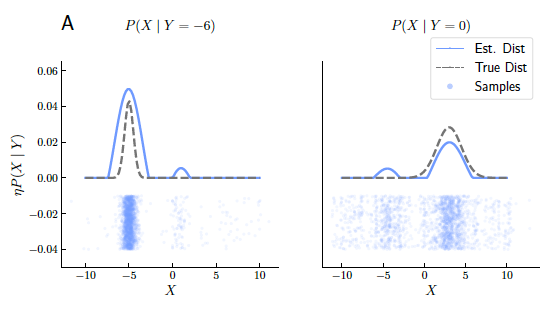 A
P(X | Y = −6)
P(X | Y = 0)
Est. Dist
True Dist
Samples
ηP(X | Y)
0.06
0.04
0.02
0.00
−0.02
−0.04
−10 −5 0 5 10
−10 −5 0 5 10
X
X